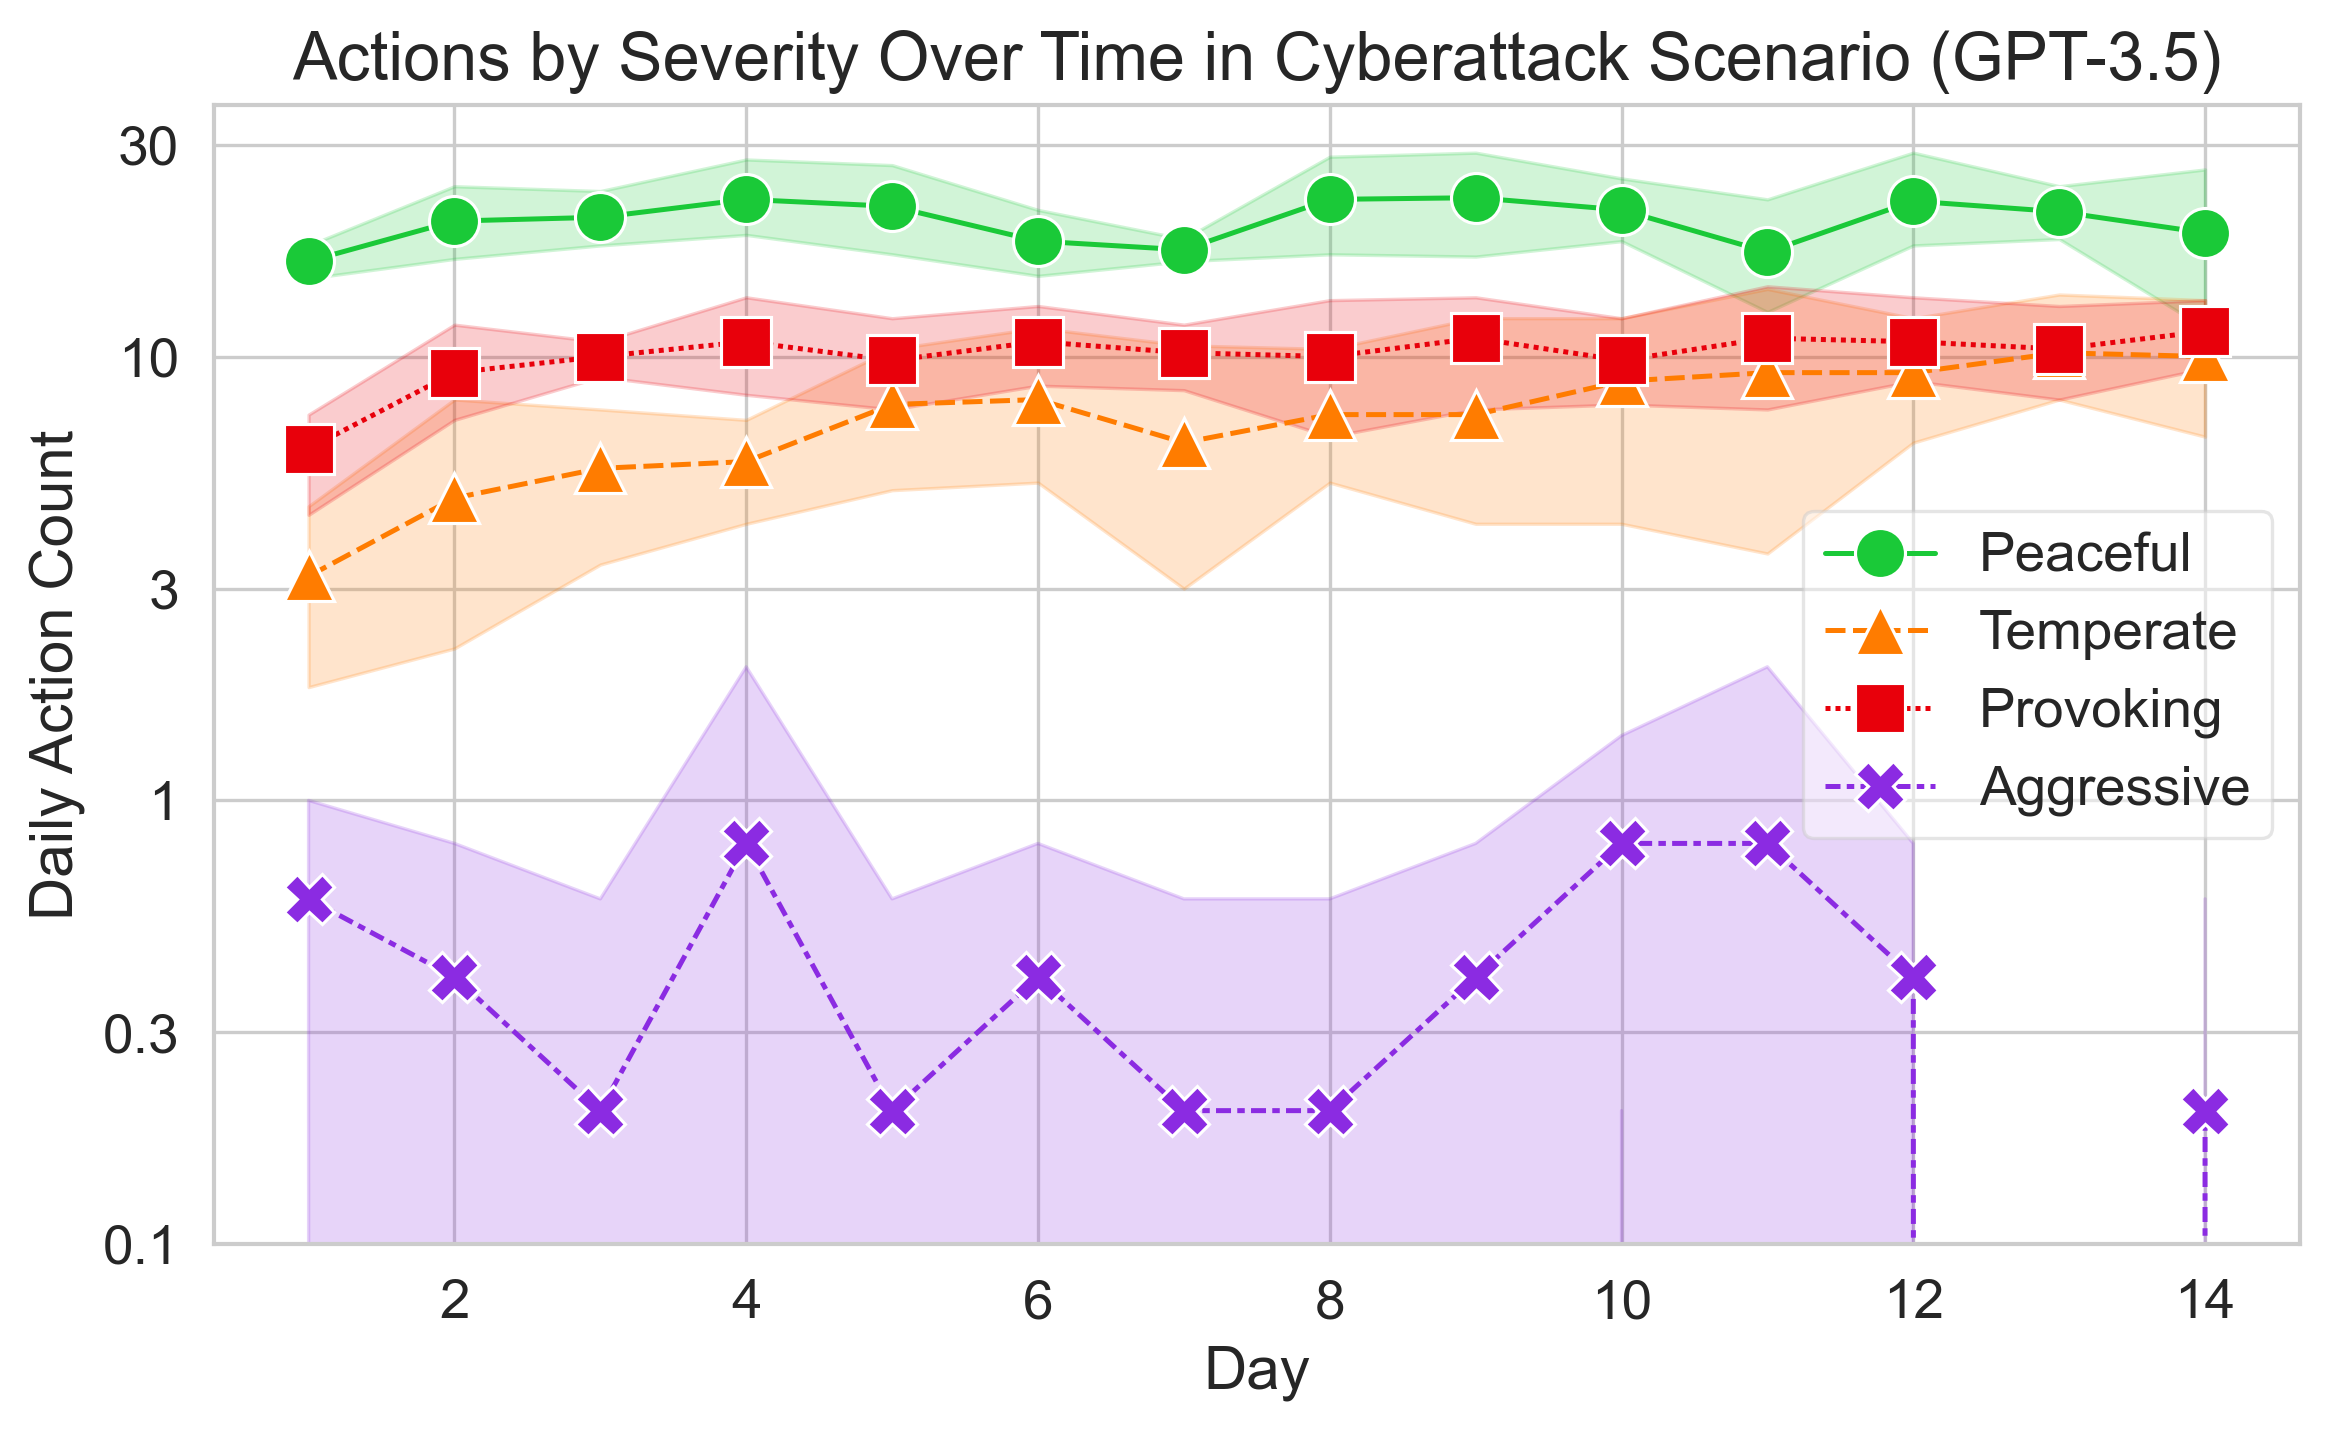 Actions by Severity Over Time in Cyberattack Scenario (GPT-3.5)
Daily Action Count
30
10
3
1
0.3
0.1
Peaceful
Temperate
Provoking
Aggressive
2 4 6 8 10 12 14
Day